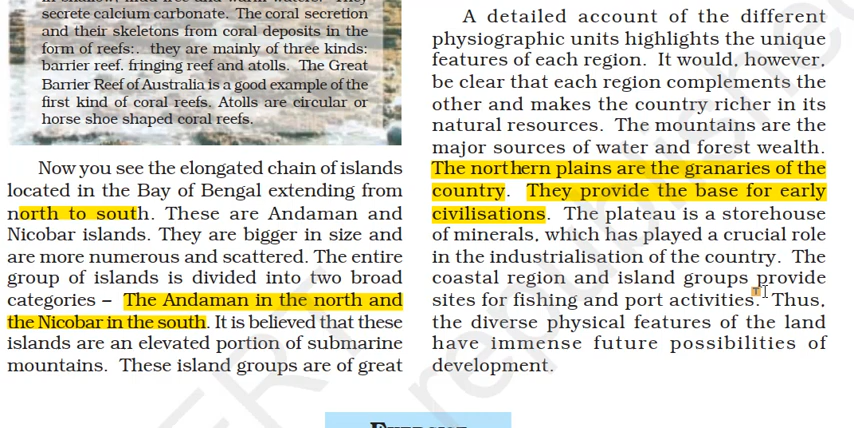 secrete calcium carbonate. The coral secretion
and their skeletons from coral deposits in the
form of reefs:. they are mainly of three kinds:
barrier reef. fringing reef and atolls. The Great
Barrier Reef of Australia is a good example of the
first kind of coral reefs. Atolls are circular or
horse shoe shaped coral reefs.
Now you see the elongated chain of islands
located in the Bay of Bengal extending from
north to south. These are Andaman and
Nicobar islands. They are bigger in size and
are more numerous and scattered. The entire
group of islands is divided into two broad
categories – The Andaman in the north and
the Nicobar in the south. It is believed that these
islands are an elevated portion of submarine
mountains. These island groups are of great
A detailed account of the different
physiographic units highlights the unique
features of each region. It would, however,
be clear that each region complements the
other and makes the country richer in its
natural resources. The mountains are the
major sources of water and forest wealth.
The northern plains are the granaries of the
country. They provide the base for early
civilisations. The plateau is a storehouse
of minerals, which has played a crucial role
in the industrialisation of the country. The
coastal region and island groups provide
sites for fishing and port activities. Thus,
the diverse physical features of the land
have immense future possibilities of
development.